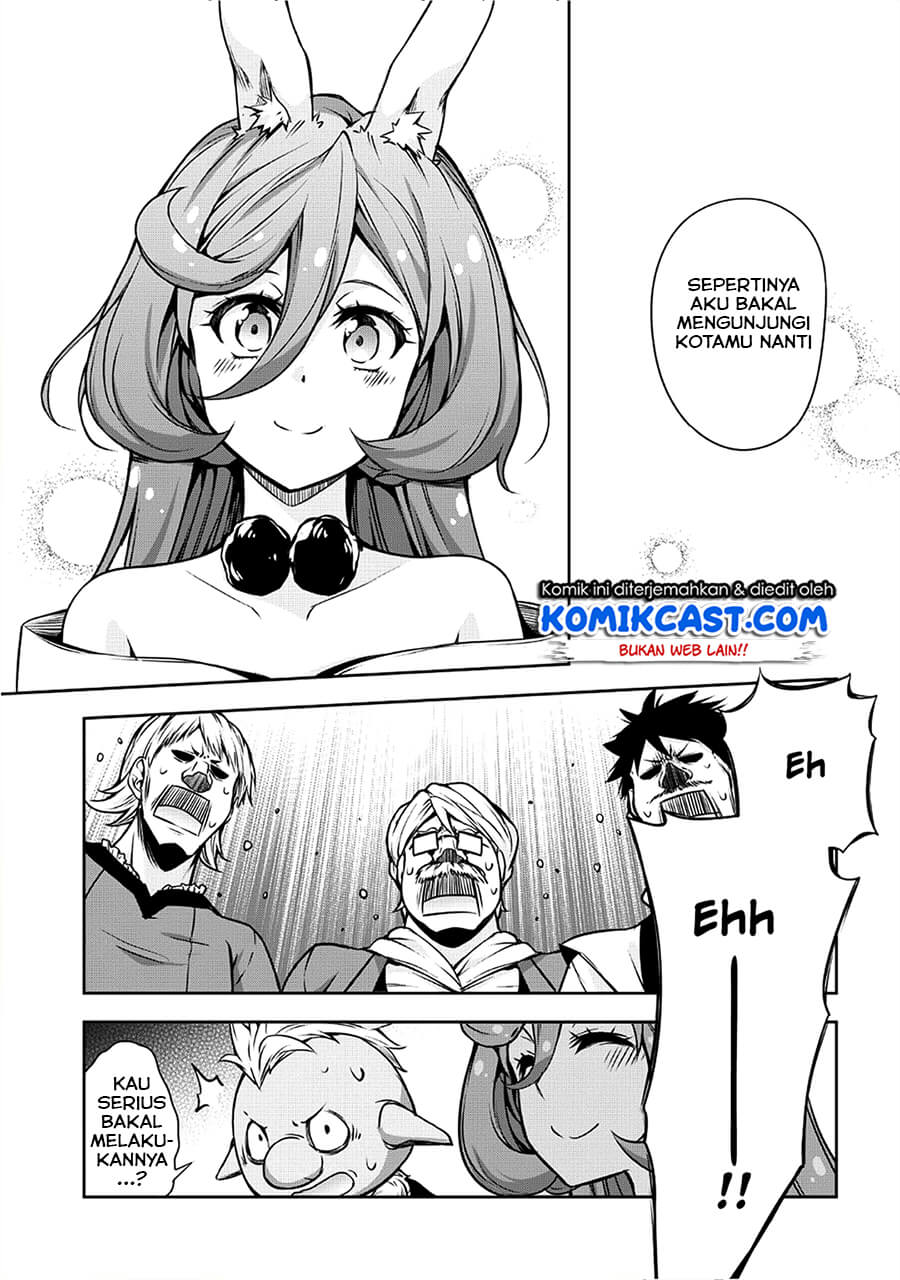 SEPERTINYA
AKU BAKAL
MENGUNJUNGI
KOTAMU NANTI
Komik ini diterjemahkan & diedit oleh
KOMIKCAST.COM
BUKAN WEB LAIN!!
Eh
Ehh
!!
KAU
SERIUS
BAKAL
MELAKU-
KANNYA
...?